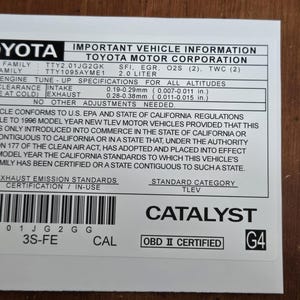 TOYOTA IMPORTANT VEHICLE INFORMATION
TOYOTA MOTOR CORPORATION
FAMILY : TTY2.01JG2GK SFI, EGR, O2S (2), TWC (2)
FAMILY : TTY1095AYME1 2.0 LITER
ENGINE TUNE - UP SPECIFICATIONS FOR ALL ALTITUDES
CLEARANCE INTAKE 0.19-0.29mm ( 0.007-0.011 in.)
E AT COLD) EXHAUST 0.28-0.38mm ( 0.011-0.015 in.)
NO OTHER ADJUSTMENTS NEEDED.
CLE CONFORMS TO U.S. EPA AND STATE OF CALIFORNIA REGULATIONS
LE TO 1996 MODEL YEAR NEW TLEV MOTOR VEHICLES PROVIDED THAT
IS ONLY INTRODUCED INTO COMMERCE IN THE STATE OF CALIFORNIA OR
ONTIGUOUS TO CALIFORNIA OR IN A STATE THAT, UNDER THE AUTHORITY
ON 177 OF THE CLEAN AIR ACT, HAS ADOPTED AND PLACED INTO EFFECT
MODEL YEAR THE CALIFORNIA STANDARDS TO WHICH THIS VEHICLE'S
FAMILY HAS BEEN CERTIFIED OR A STATE CONTIGUOUS TO SUCH A STATE.
EXHAUST EMISSION STANDARDS STANDARD CATEGORY
CERTIFICATION / IN-USE TLEV
CATALYST
01JG2GG
3S-FE CAL OBD II CERTIFIED G4